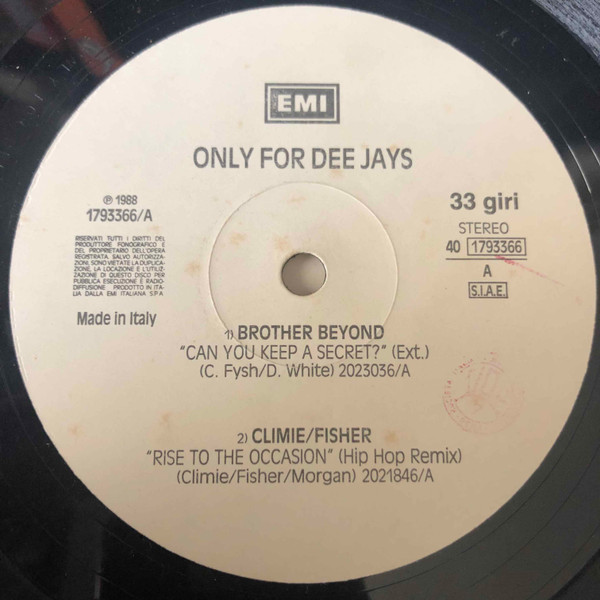 EMI
ONLY FOR DEE JAYS
℗ 1988
1793366/A
RISERVATI TUTTI I DIRITTI DEL
PRODUTTORE FONOGRAFICO E
DEL PROPRIETARIO DELL'OPERA
REGISTRATA. SALVO AUTORIZZA-
ZIONI, SONO VIETATE LA DUPLICA-
ZIONE, LA LOCAZIONE E L'UTILIZ-
ZAZIONE DI QUESTO DISCO PER
PUBBLICA ESECUZIONE E RADIO-
DIFFUSIONE PRODOTTO IN ITA-
LIA DALLA EMI ITALIANA S.P.A
Made in Italy
33 giri
STEREO
40 1793366
A
S.I.A.E.
1) BROTHER BEYOND
"CAN YOU KEEP A SECRET?" (Ext.)
(C. Fysh/D. White) 2023036/A
2) CLIMIE/FISHER
"RISE TO THE OCCASION" (Hip Hop Remix)
(Climie/Fisher/Morgan) 2021846/A